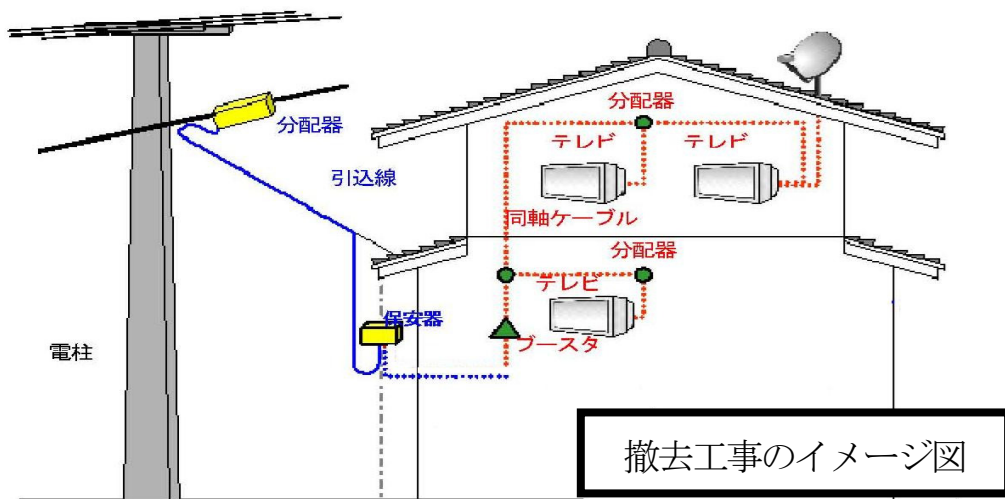 分配器
分配器
テレビ
テレビ
引込線
同軸ケーブル
分配器
テレビ
保安器
ブースタ
電柱
撤去工事のイメージ図